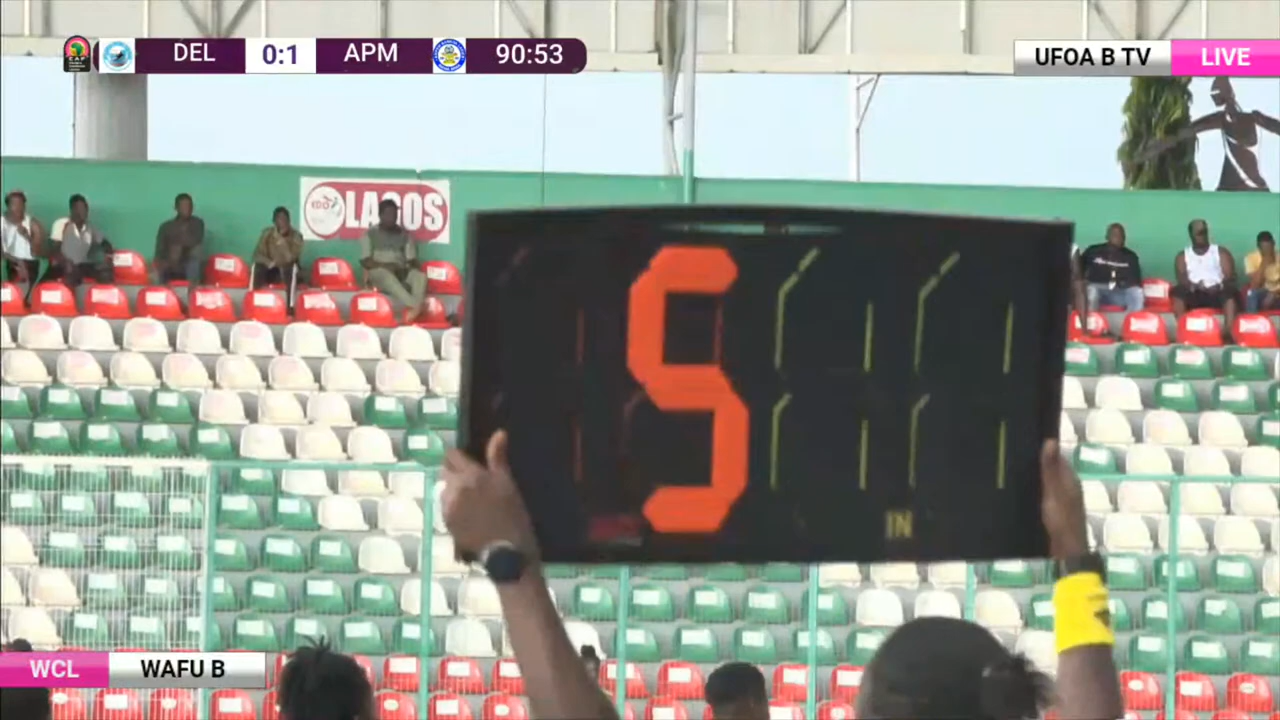 DEL 0:1 APM 90:53
UFOA B TV LIVE
LAGOS
5
IN
WCL WAFU B